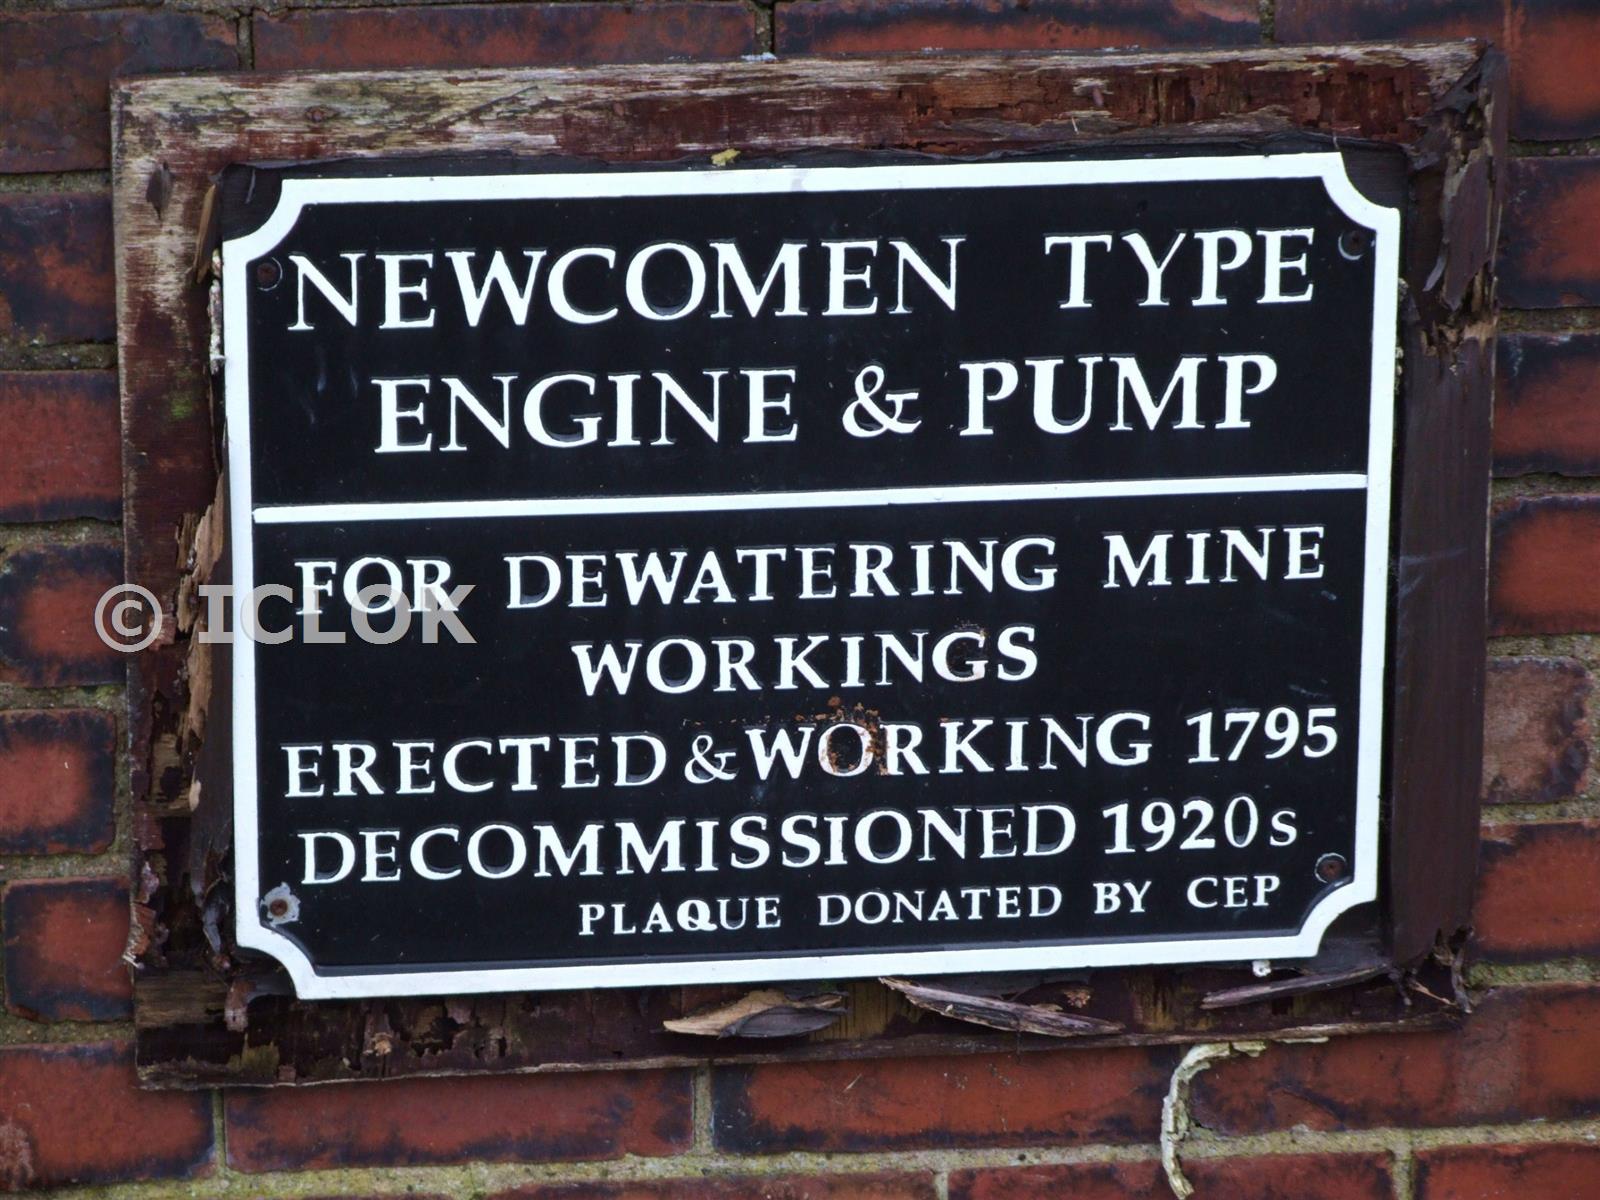 NEWCOMEN TYPE
ENGINE & PUMP
FOR DEWATERING MINE
WORKINGS
ERECTED & WORKING 1795
DECOMMISSIONED 1920s
PLAQUE DONATED BY CEP
© ICLOK